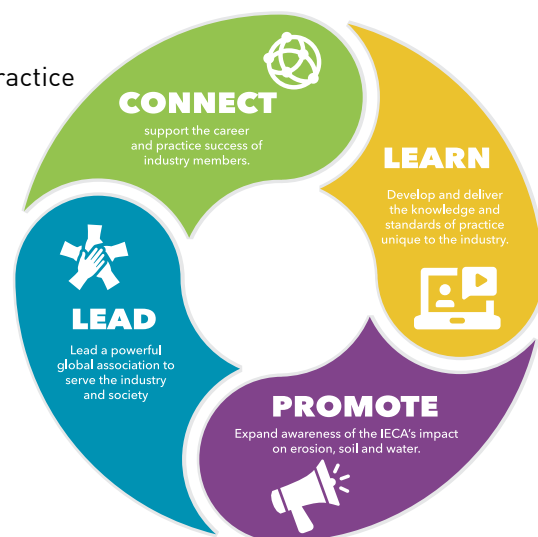 ractice
CONNECT
support the career
and practice success of
industry members.
LEARN
Develop and deliver
the knowledge and
standards of practice
unique to the industry.
LEAD
Lead a powerful
global association to
serve the industry
and society
PROMOTE
Expand awareness of the IECA's impact
on erosion, soil and water.